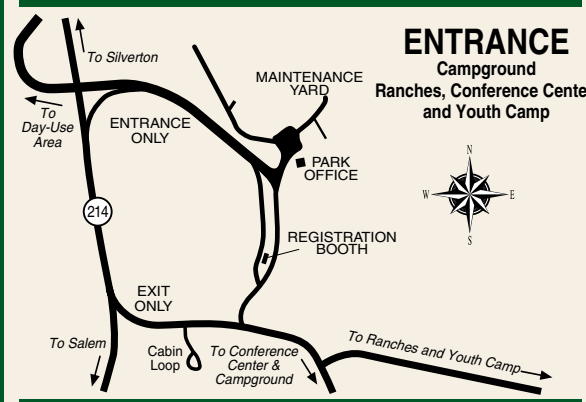 ENTRANCE
Campground
Ranches, Conference Cente
and Youth Camp
To Silverton
To
Day-Use
Area
ENTRANCE
ONLY
MAINTENANCE
YARD
PARK
OFFICE
N
W
E
S
214
REGISTRATION
BOOTH
EXIT
ONLY
To Salem
Cabin
Loop
To Conference
Center &
Campground
To Ranches and Youth Camp